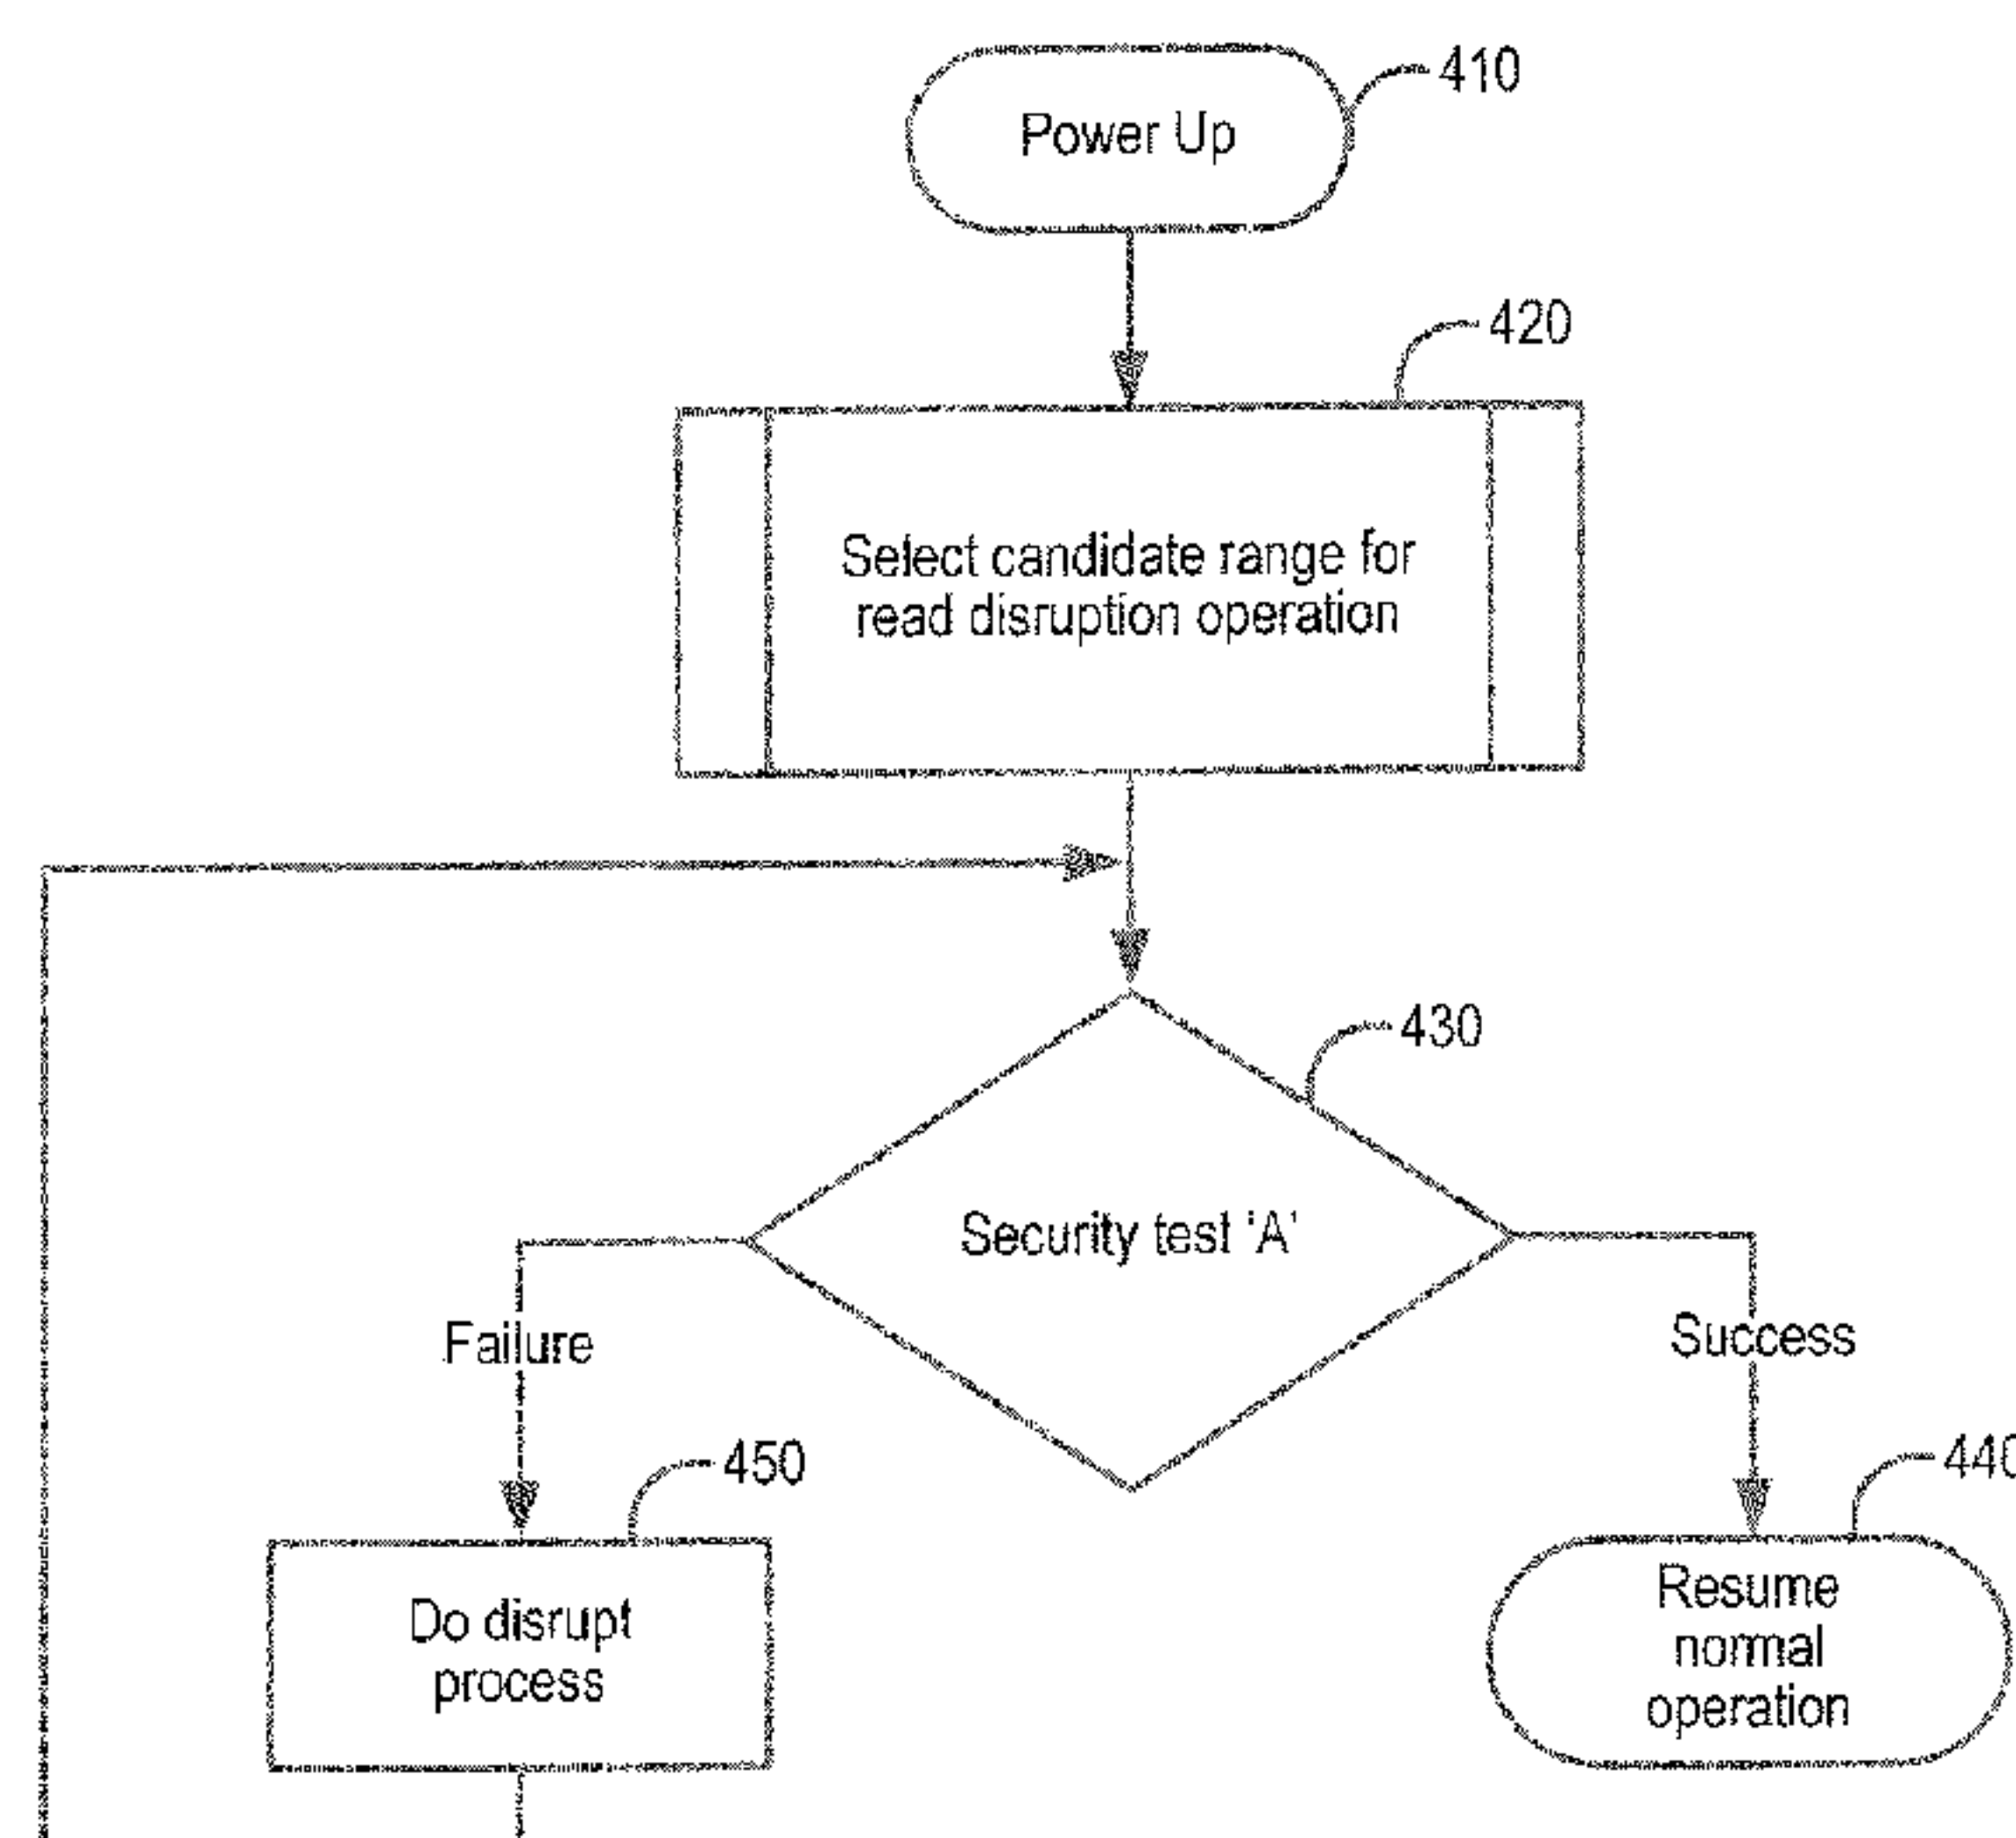 410
Power Up
420
Select candidate range for
read disruption operation
430
Security test 'A'
Failure
Success
450
440
Do disrupt
process
Resume
normal
operation